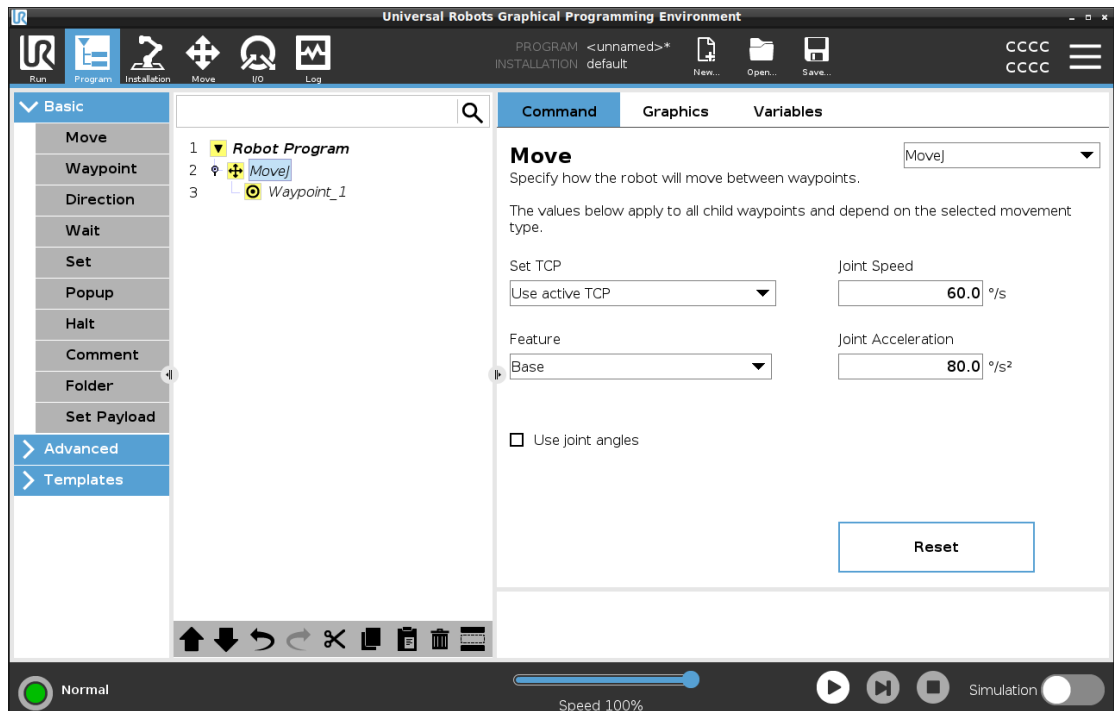 Universal Robots Graphical Programming Environment
UR
Run
Program
Installation
Move
I/O
Log
PROGRAM <unnamed>*
INSTALLATION default
New...
Open...
Save...
CCCC
CCCC
Basic
Move
Waypoint
Direction
Wait
Set
Popup
Halt
Comment
Folder
Set Payload
Advanced
Templates
1 Robot Program
2 MoveJ
3 Waypoint_1
Command Graphics Variables
Move
MoveJ
Specify how the robot will move between waypoints.
The values below apply to all child waypoints and depend on the selected movement
type.
Set TCP
Use active TCP
Joint Speed
60.0 °/s
Feature
Base
Joint Acceleration
80.0 °/s²
Use joint angles
Reset
Normal
Speed 100%
Simulation